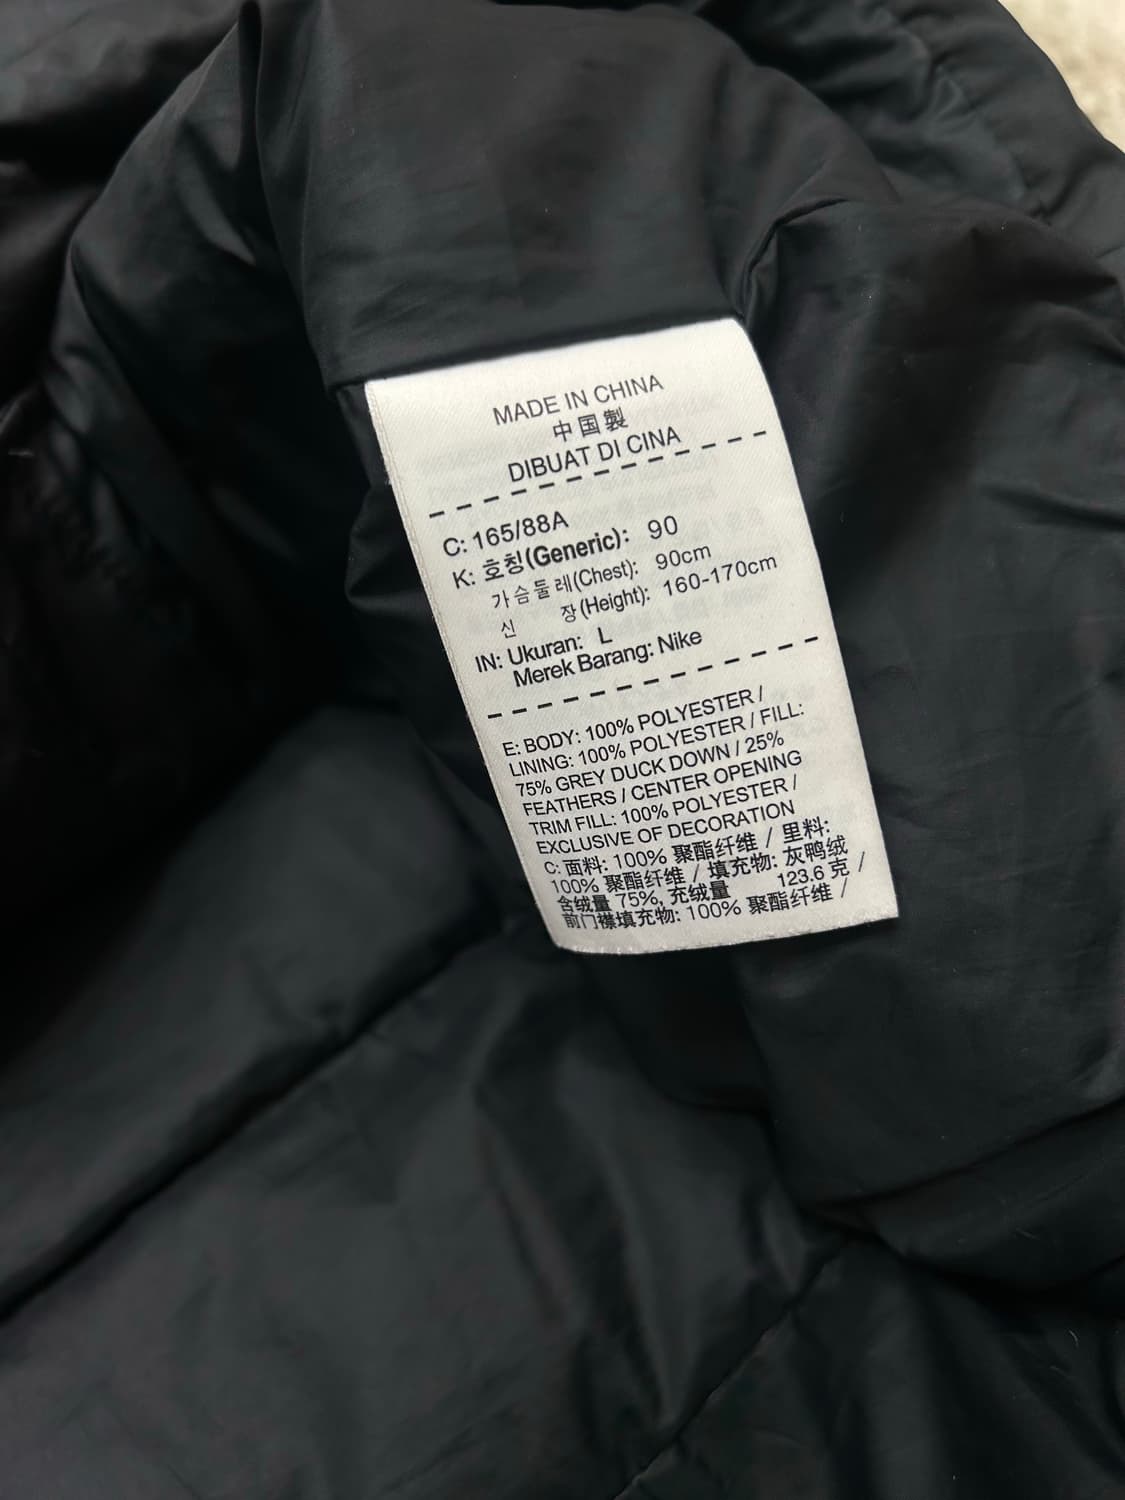 MADE IN CHINA
中国製
DIBUAT DI CINA
C: 165/88A
K: 호칭(Generic): 90
가슴둘레(Chest): 90cm
신 장(Height): 160-170cm
IN: Ukuran: L
Merek Barang: Nike
E: BODY: 100% POLYESTER /
LINING: 100% POLYESTER / FILL:
75% GREY DUCK DOWN / 25%
FEATHERS / CENTER OPENING
TRIM FILL: 100% POLYESTER /
EXCLUSIVE OF DECORATION
C: 面料: 100% 聚酯纤维 / 里料:
100% 聚酯纤维 / 填充物: 灰鸭绒
含绒量 75%, 充绒量 123.6 克 /
前门襟填充物: 100% 聚酯纤维 /